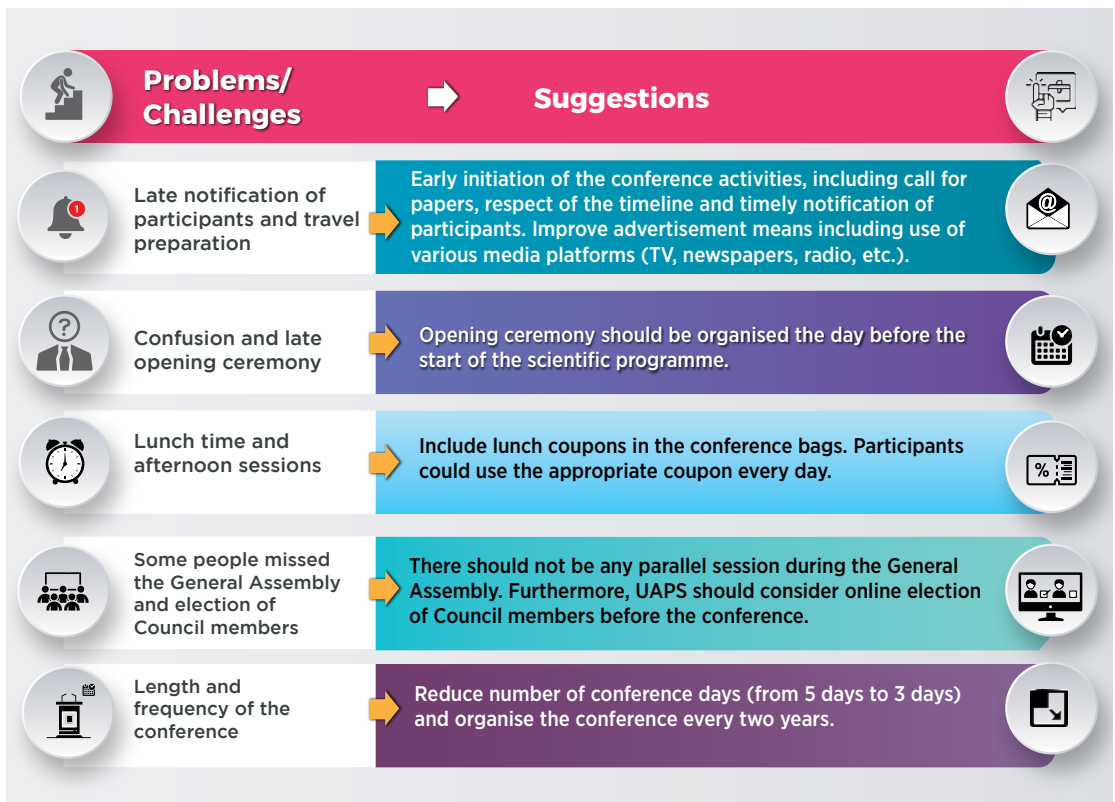 Problems/
Challenges
Suggestions
1
Late notification of
participants and travel
preparation
Early initiation of the conference activities, including call for
papers, respect of the timeline and timely notification of
participants. Improve advertisement means including use of
various media platforms (TV, newspapers, radio, etc.).
@
?
Confusion and late
opening ceremony
Opening ceremony should be organised the day before the
start of the scientific programme.
Lunch time and
afternoon sessions
Include lunch coupons in the conference bags. Participants
could use the appropriate coupon every day.
%
Some people missed
the General Assembly
and election of
Council members
There should not be any parallel session during the General
Assembly. Furthermore, UAPS should consider online election
of Council members before the conference.
Length and
frequency of the
conference
Reduce number of conference days (from 5 days to 3 days)
and organise the conference every two years.